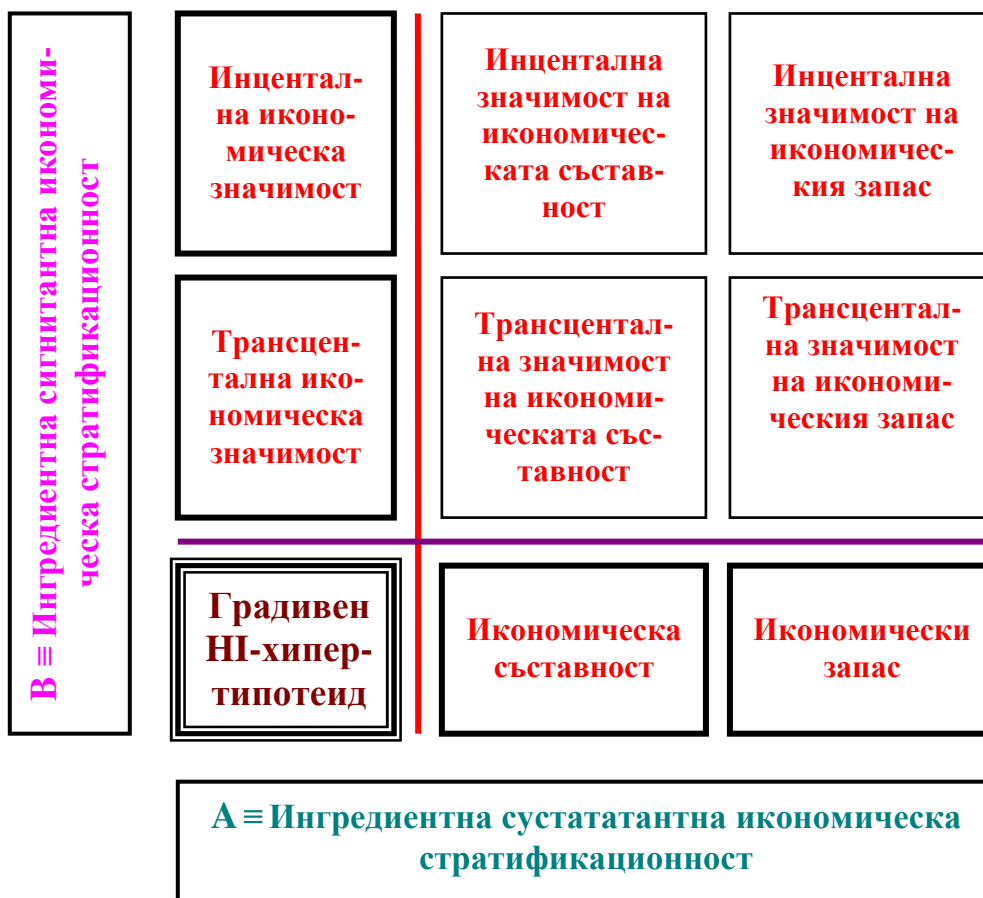 B ≡ Ингредиентна сигнитантна икономи-
ческа стратификационност
Инцентал-
на иконо-
мическа
значимост
Инцентална
значимост на
икономичес-
ката състав-
ност
Инцентална
значимост на
икономичес-
кия запас
Трансцен-
тална ико-
номическа
значимост
Трансцентал-
на значимост
на икономи-
ческата със-
тавност
Трансцентал-
на значимост
на икономи-
ческия запас
Градивен
HI-хипер-
типотеид
Икономическа
съставност
Икономически
запас
A ≡ Ингредиентна сустататантна икономическа
стратификационност